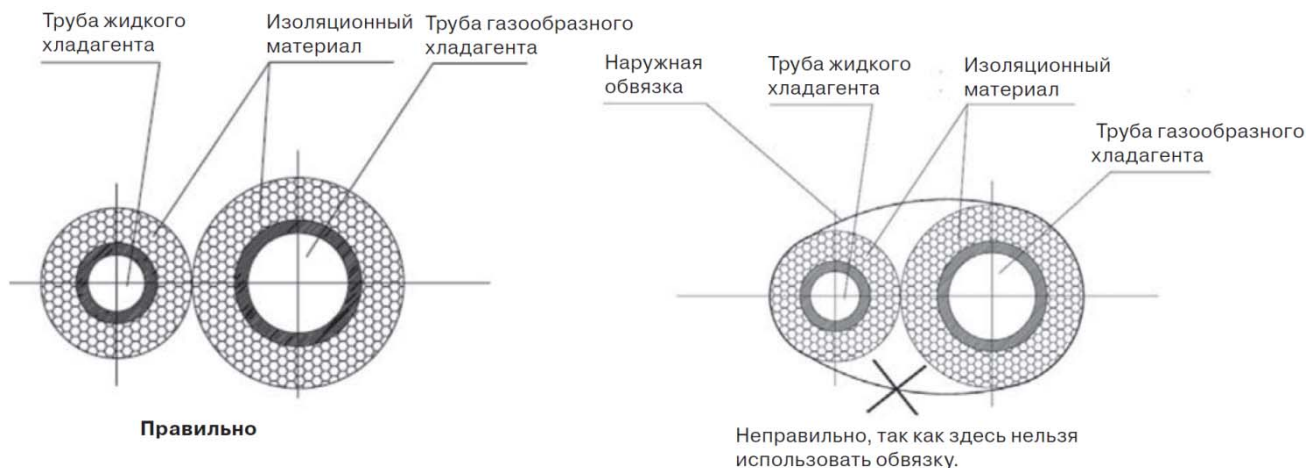 Труба жидкого
хладагента
Изоляционный
материал
Труба газообразного
хладагента
Правильно
Наружная
обвязка
Труба жидкого
хладагента
Изоляционный
материал
Труба газообразного
хладагента
Неправильно, так как здесь нельзя
использовать обвязку.